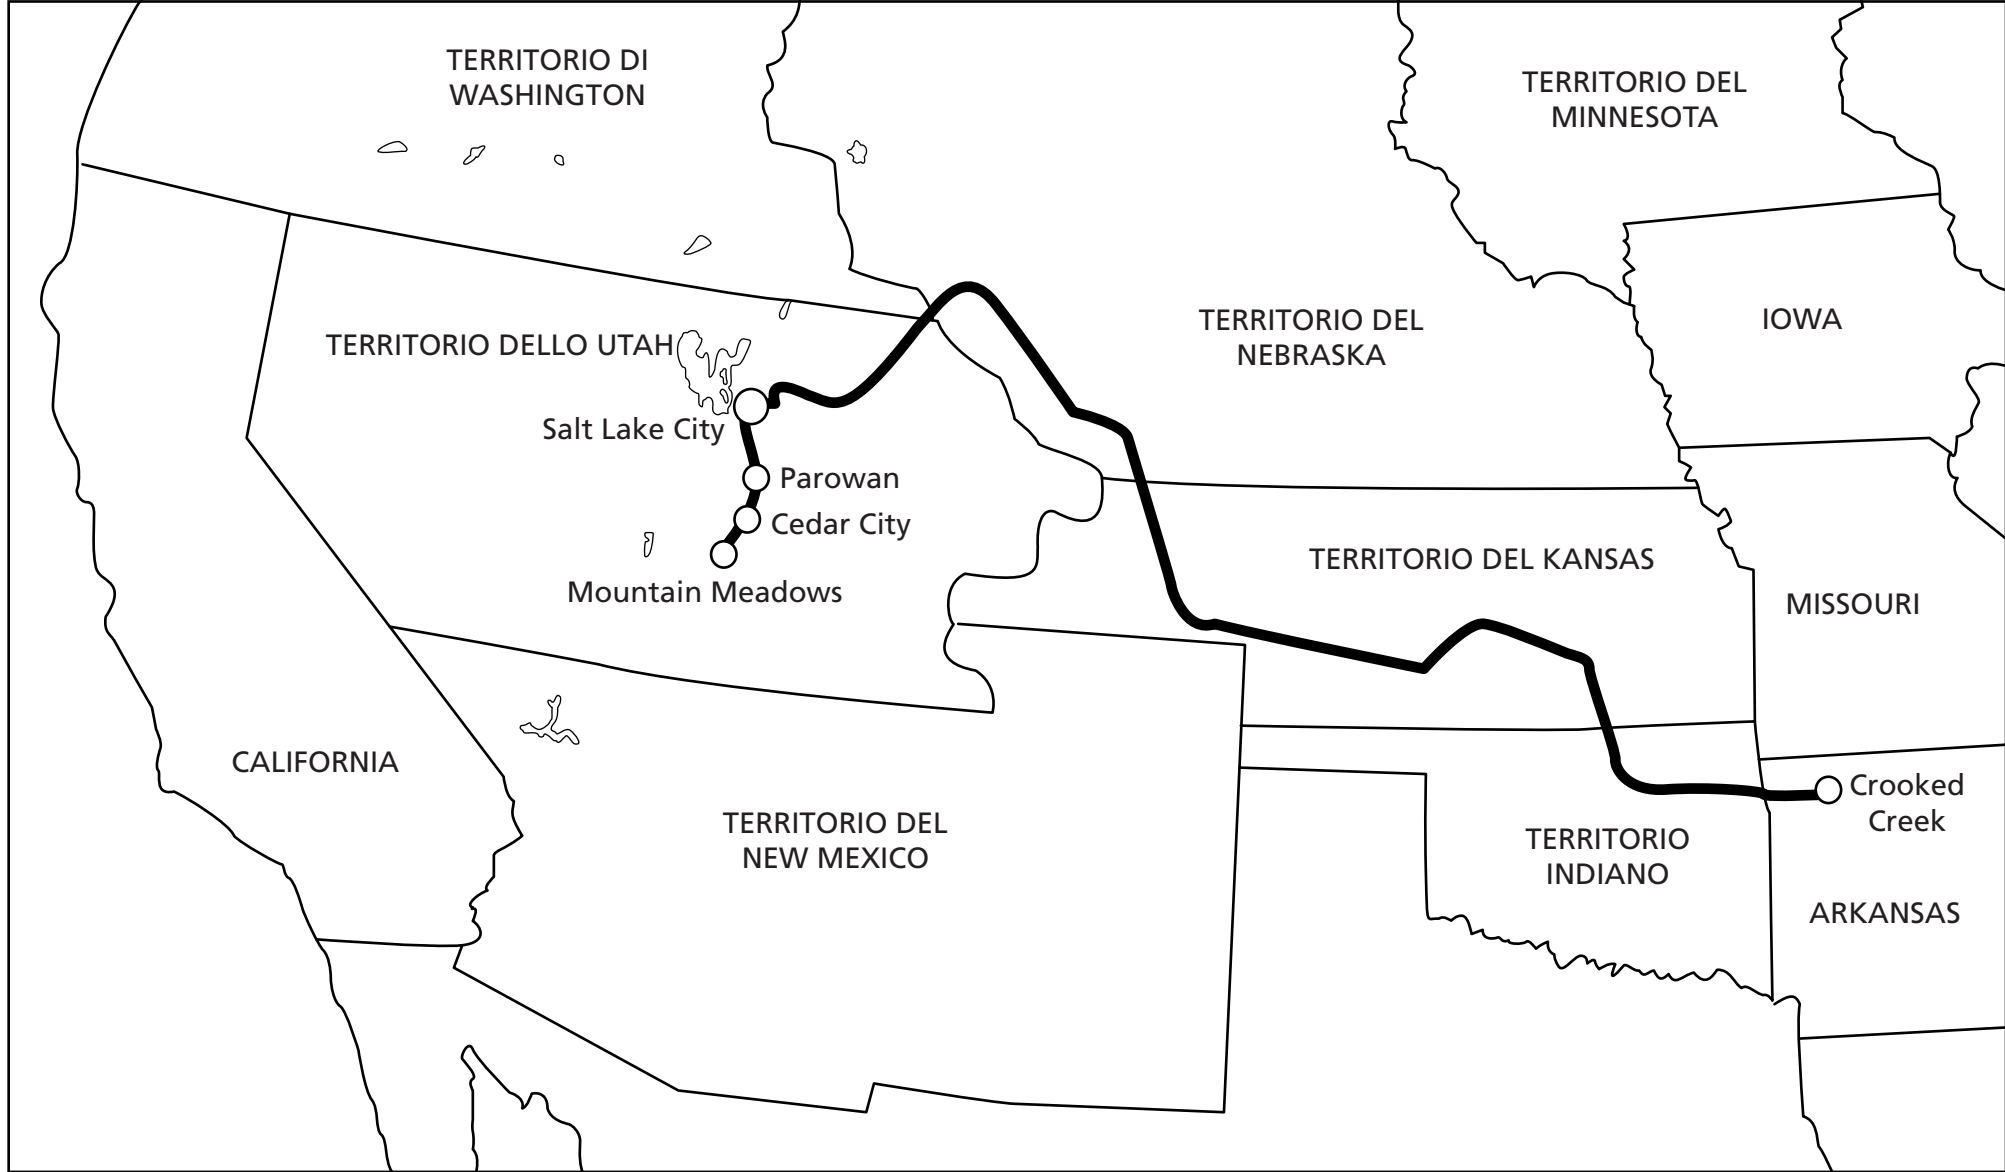 TERRITORIO DI
WASHINGTON
TERRITORIO DEL
MINNESOTA
TERRITORIO DELLO UTAH
TERRITORIO DEL
NEBRASKA
IOWA
Salt Lake City
Parowan
Cedar City
Mountain Meadows
TERRITORIO DEL KANSAS
MISSOURI
CALIFORNIA
TERRITORIO DEL
NEW MEXICO
Crooked
Creek
TERRITORIO
INDIANO
ARKANSAS